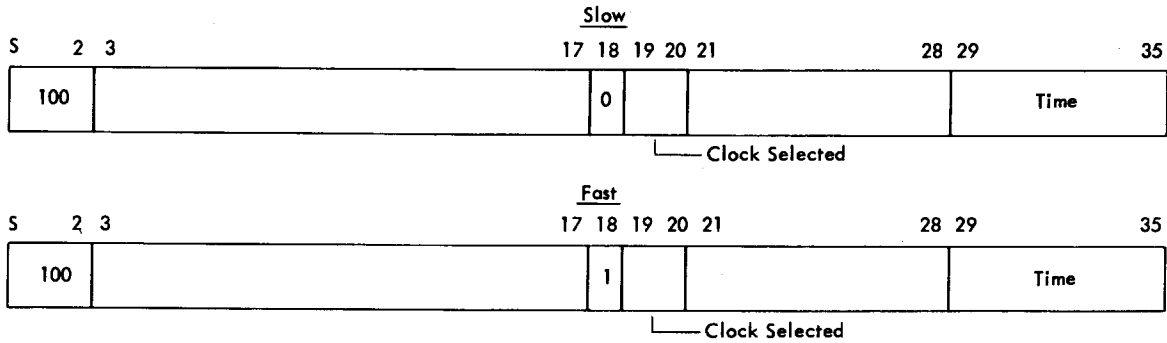 Slow
S 2 3 17 18 19 20 21 28 29 35
100 0 Time
Clock Selected
Fast
S 2 3 17 18 19 20 21 28 29 35
100 1 Time
Clock Selected